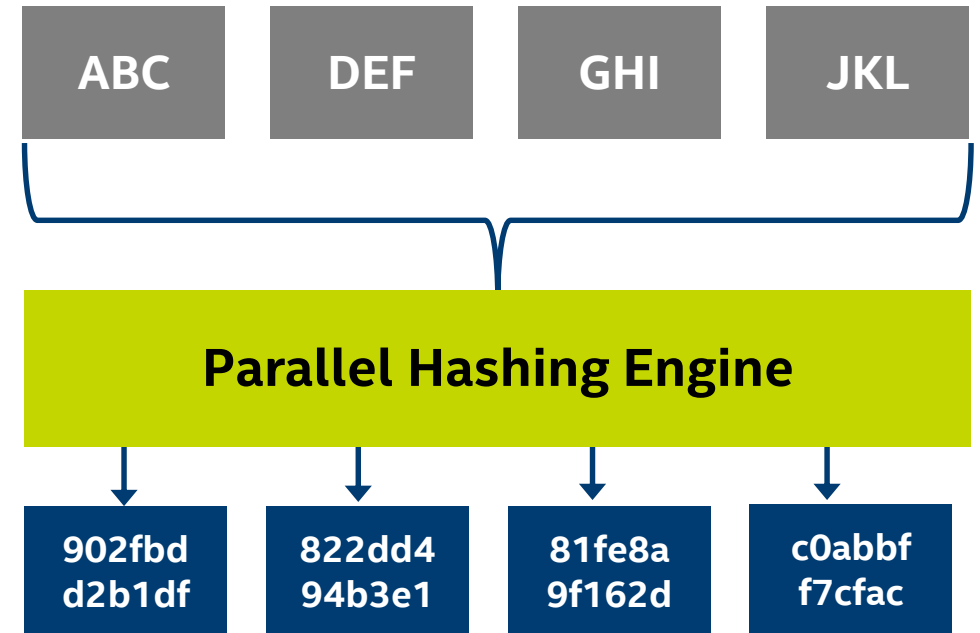 ABC
DEF
GHI
JKL
Parallel Hashing Engine
902fbd
d2b1df
822dd4
94b3e1
81fe8a
9f162d
c0abbf
f7cfac